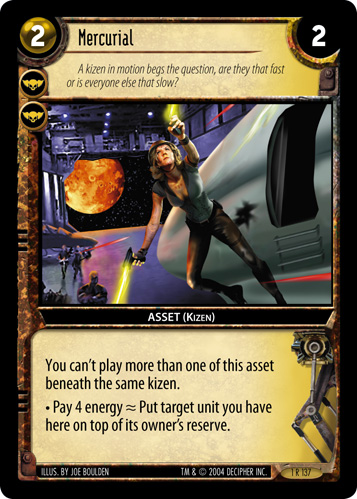 2 Mercurial 2
A kizen in motion begs the question, are they that fast
or is everyone else that slow?
ASSET (KIZEN)
You can't play more than one of this asset
beneath the same kizen.
• Pay 4 energy ≈ Put target unit you have
here on top of its owner's reserve.
ILLUS. BY JOE BOULDEN TM & © 2004 DECIPHER INC. 1 R 137